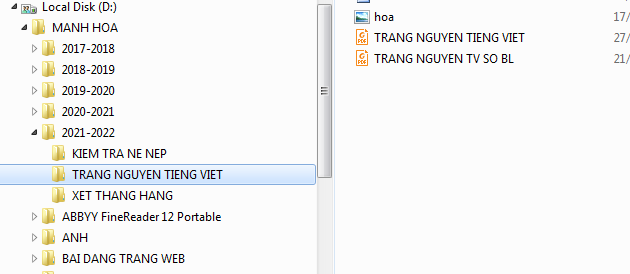 Local Disk (D:)
MANH HOA
2017-2018
2018-2019
2019-2020
2020-2021
2021-2022
KIEM TRA NE NEP
TRANG NGUYEN TIENG VIET
XET THANG HANG
ABBYY FineReader 12 Portable
ANH
BAI DANG TRANG WEB
hoa 17/
TRANG NGUYEN TIENG VIET 27/
TRANG NGUYEN TV SO BL 21/